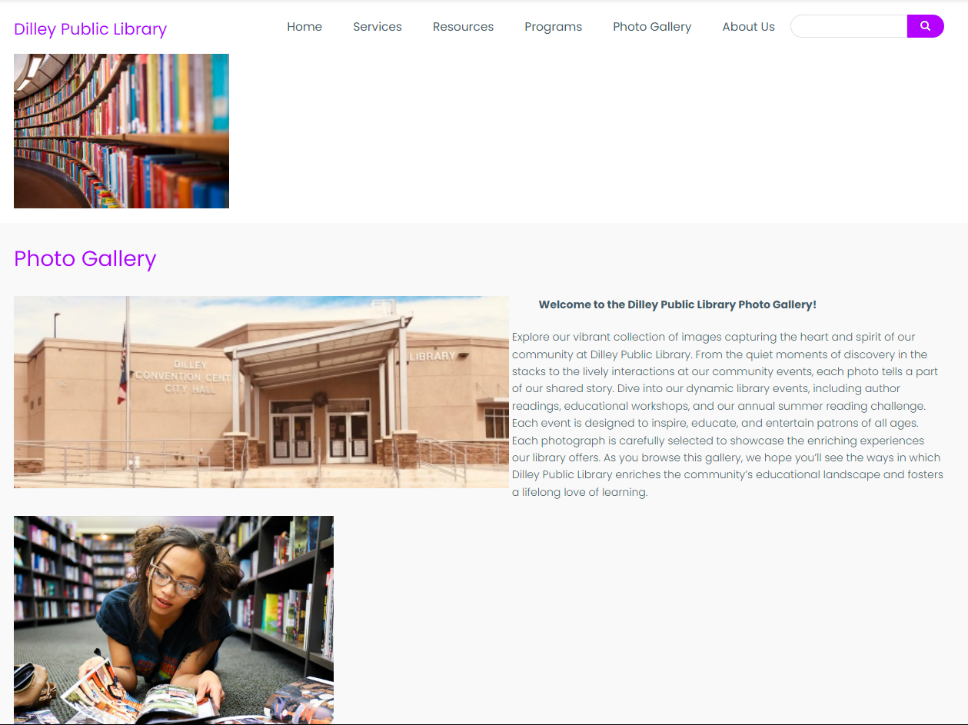 Dilley Public Library
Home Services Resources Programs Photo Gallery About Us
Photo Gallery
DILLEY
CONVENTION CENT
CITY HALL
LIBRARY
Welcome to the Dilley Public Library Photo Gallery!
Explore our vibrant collection of images capturing the heart and spirit of our
community at Dilley Public Library. From the quiet moments of discovery in the
stacks to the lively interactions at our community events, each photo tells a part
of our shared story. Dive into our dynamic library events, including author
readings, educational workshops, and our annual summer reading challenge.
Each event is designed to inspire, educate, and entertain patrons of all ages.
Each photograph is carefully selected to showcase the enriching experiences
our library offers. As you browse this gallery, we hope you'll see the ways in which
Dilley Public Library enriches the community's educational landscape and fosters
a lifelong love of learning.